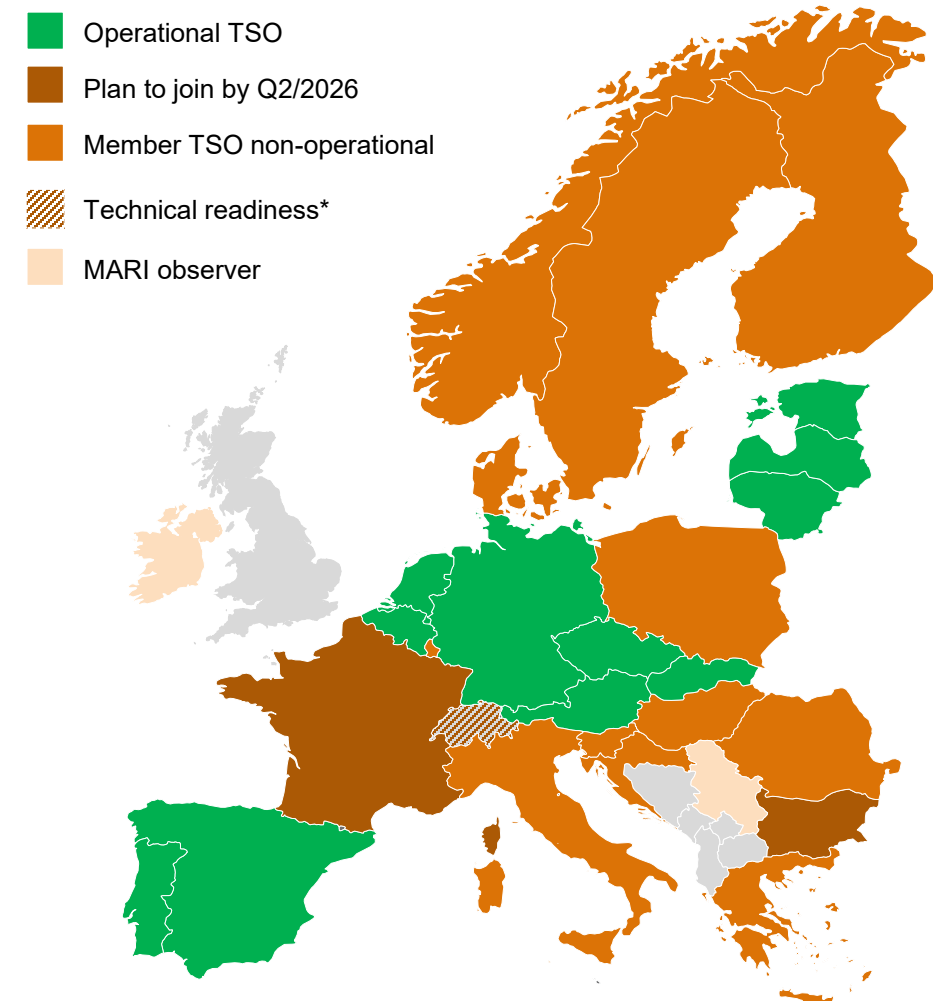 Operational TSO
Plan to join by Q2/2026
Member TSO non-operational
Technical readiness*
MARI observer